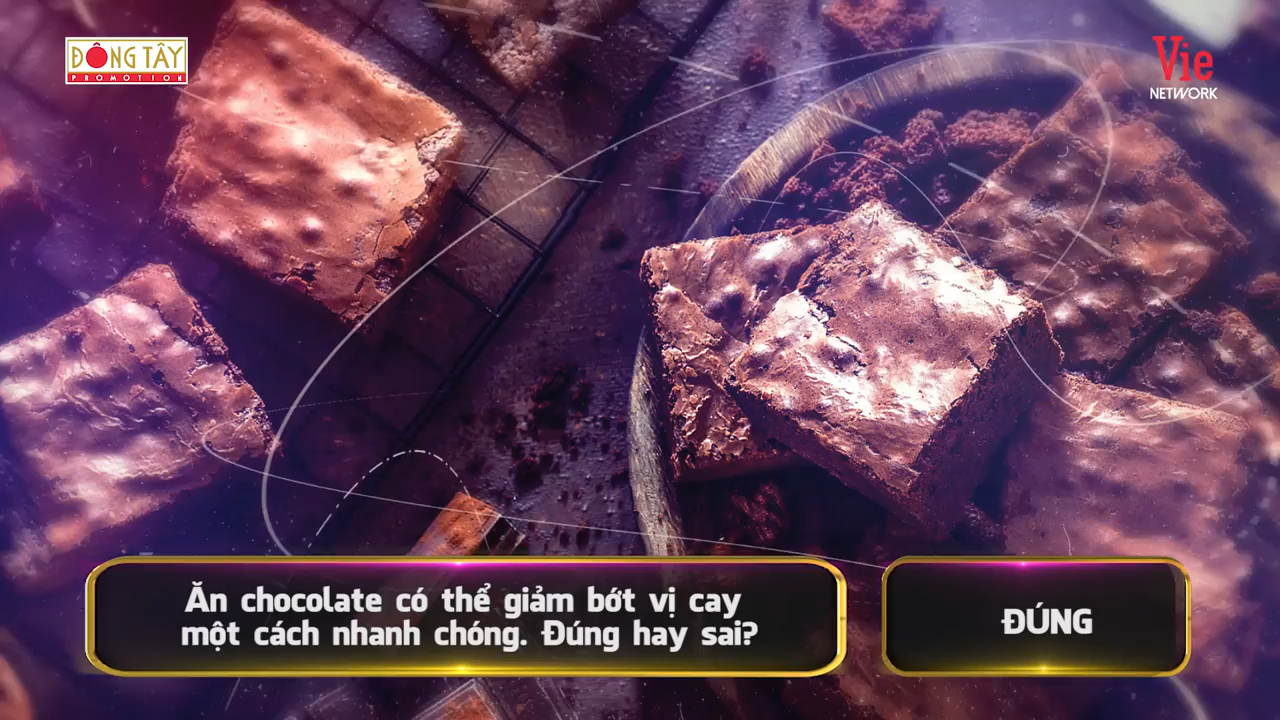 ĐÔNG TÂY
PROMOTION
Vie
NETWORK
Ăn chocolate có thể giảm bớt vị cay
một cách nhanh chóng. Đúng hay sai?
ĐÚNG